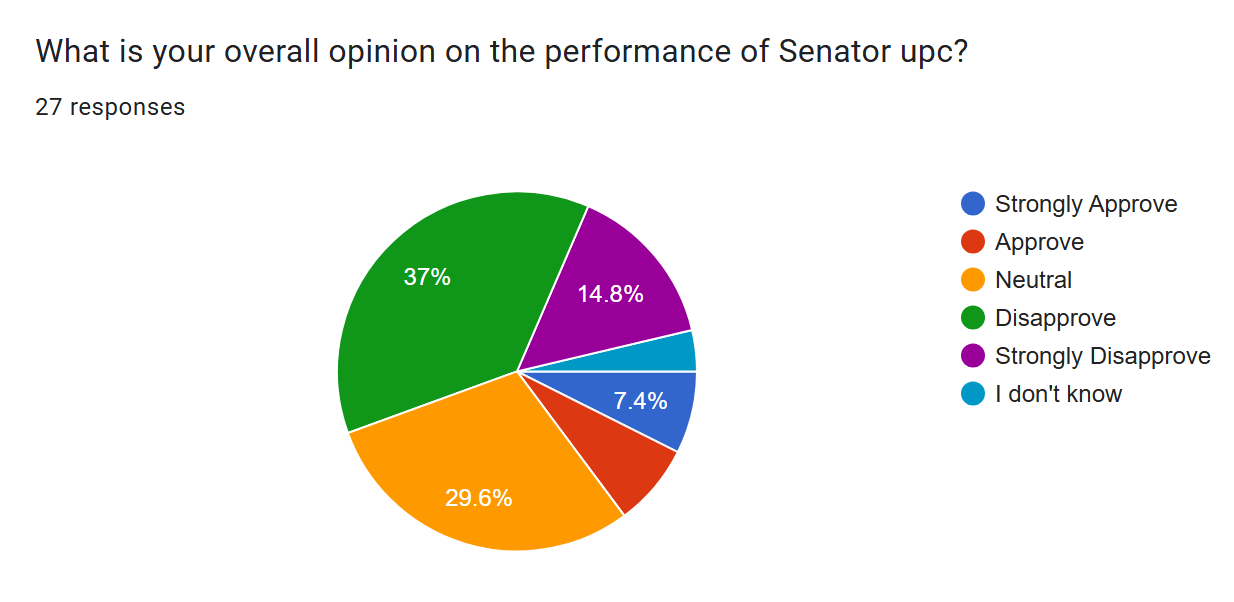 What is your overall opinion on the performance of Senator upc?
27 responses
37%
14.8%
7.4%
29.6%
Strongly Approve
Approve
Neutral
Disapprove
Strongly Disapprove
I don't know